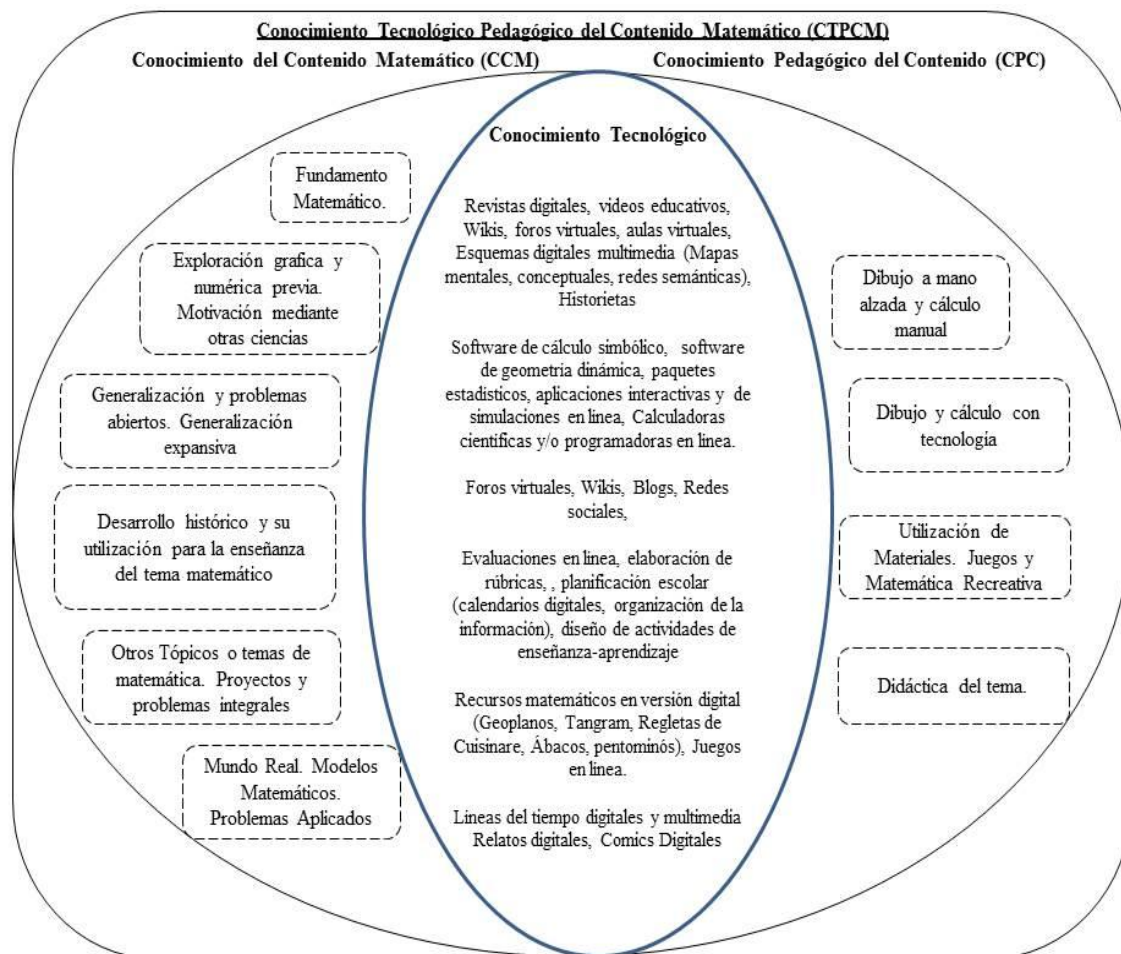 Conocimiento Tecnológico Pedagógico del Contenido Matemático (CTPCM)
Conocimiento del Contenido Matemático (CCM)
Conocimiento Pedagógico del Contenido (CPC)
Fundamento
Matemático.
Exploración grafica y
numérica previa.
Motivación mediante
otras ciencias
Generalización y problemas
abiertos. Generalización
expansiva
Desarrollo histórico y su
utilización para la enseñanza
del tema matemático
Otros Tópicos o temas de
matemática. Proyectos y
problemas integrales
Mundo Real. Modelos
Matemáticos.
Problemas Aplicados
Conocimiento Tecnológico
Revistas digitales, videos educativos,
Wikis, foros virtuales, aulas virtuales,
Esquemas digitales multimedia (Mapas
mentales, conceptuales, redes semánticas),
Historietas
Software de cálculo simbólico, software
de geometría dinámica, paquetes
estadísticos, aplicaciones interactivas y de
simulaciones en línea, Calculadoras
científicas y/o programadoras en línea.
Foros virtuales, Wikis, Blogs, Redes
sociales,
Evaluaciones en línea, elaboración de
rúbricas, , planificación escolar
(calendarios digitales, organización de la
información), diseño de actividades de
enseñanza-aprendizaje
Recursos matemáticos en versión digital
(Geoplanos, Tangram, Regletas de
Cuisinare, Ábacos, pentominós), Juegos
en línea.
Lineas del tiempo digitales y multimedia
Relatos digitales, Comics Digitales
Dibujo a mano
alzada y cálculo
manual
Dibujo y cálculo con
tecnología
Utilización de
Materiales. Juegos y
Matemática Recreativa
Didáctica del tema.